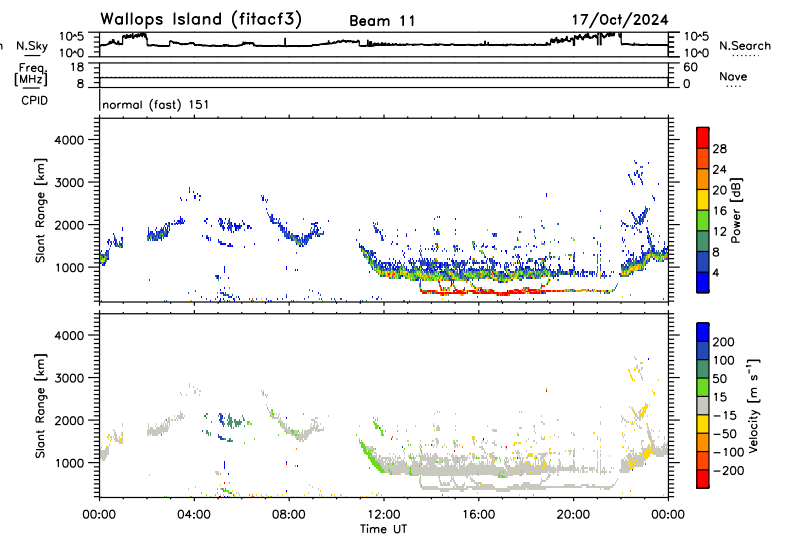 Wallops Island (fitacf3) Beam 11 17/Oct/2024
n N.Sky 10^5 10^0 10^5 10^0 N.Search
Freq. [MHz] 18 8 60 0 Nave
CPID normal (fast) 151
Slant Range [km] 4000 3000 2000 1000
Power [dB] 28 24 20 16 12 8 4
Slant Range [km] 4000 3000 2000 1000
Velocity [m s⁻¹] 200 100 50 15 −15 −50 −100 −200
00:00 04:00 08:00 12:00 16:00 20:00 00:00
Time UT